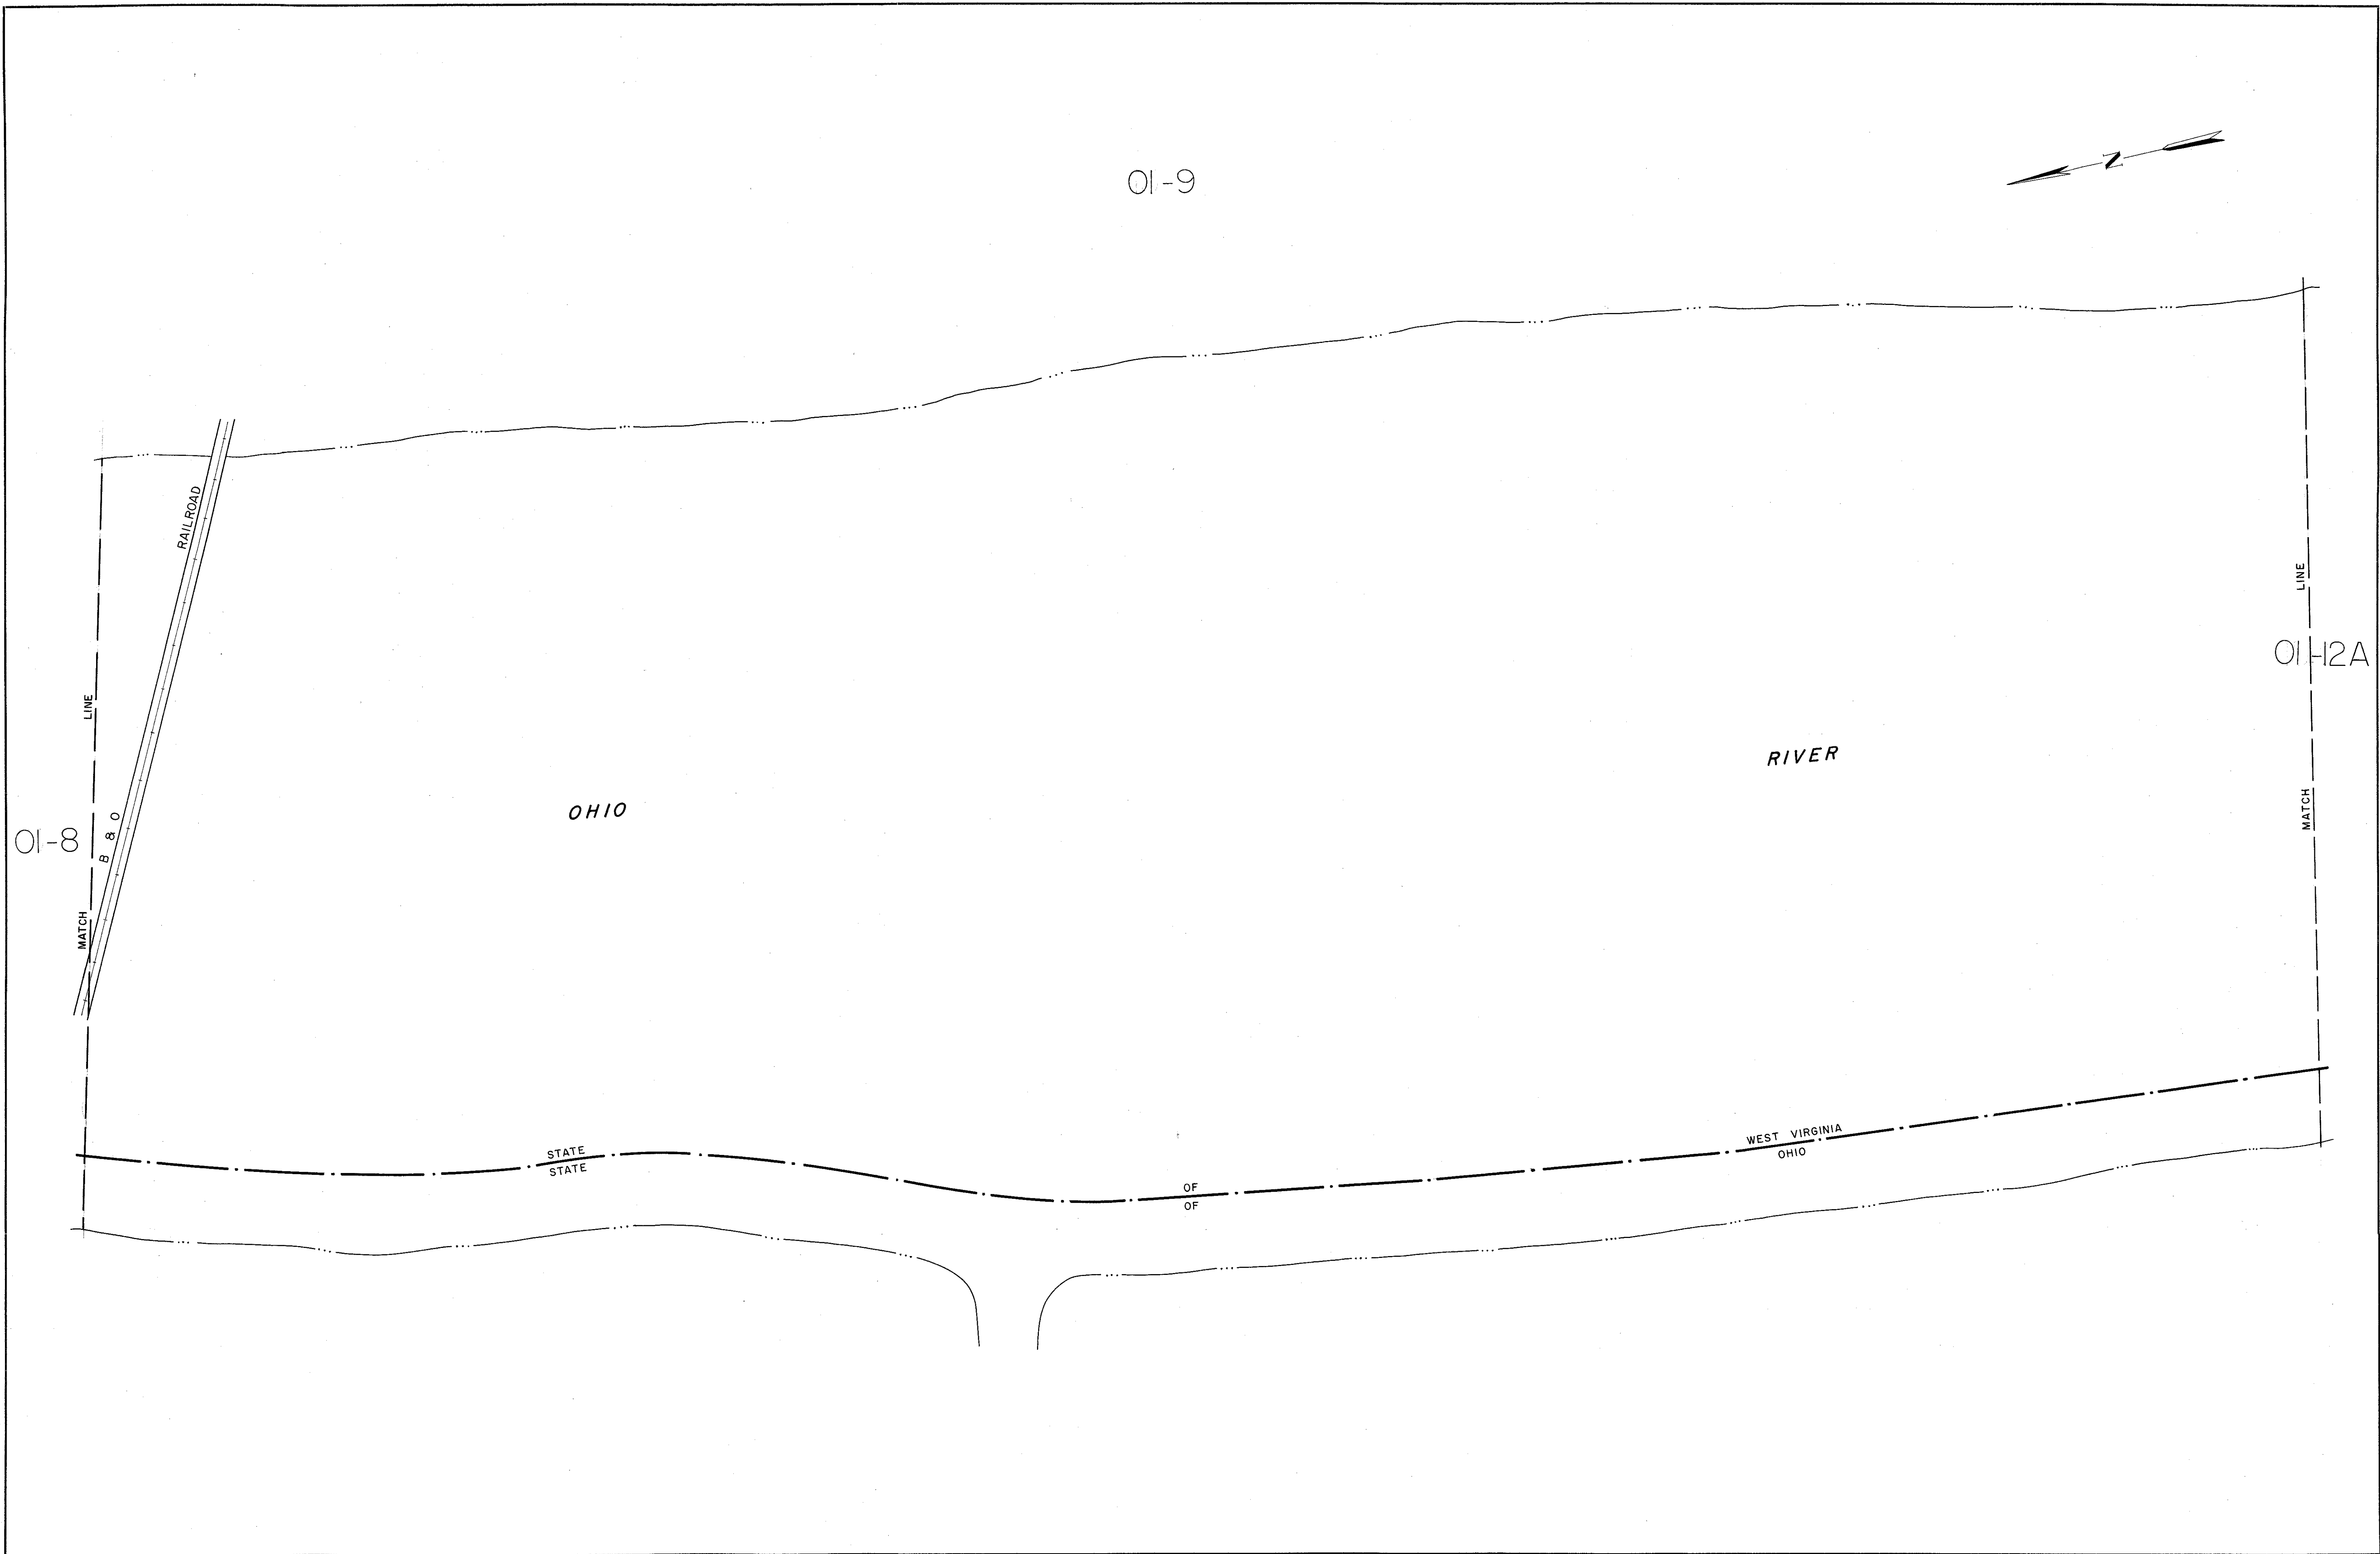 01-9
N
RAILROAD
B & O
LINE
MATCH
01-8
OHIO
RIVER
LINE
MATCH
01-12A
STATE OF WEST VIRGINIA
STATE OF OHIO